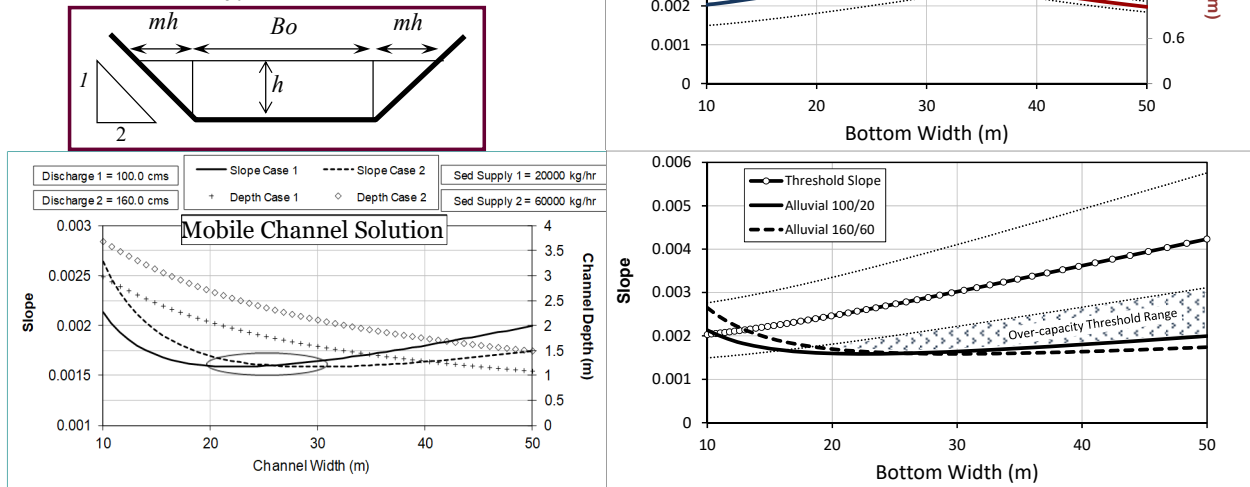 mh Bo mh
1
h
2
0.002
0.001
0
10 20 30 40 50
Bottom Width (m)
0.6
0
m)
Discharge 1 = 100.0 cms
Discharge 2 = 160.0 cms
Slope Case 1 Slope Case 2
Depth Case 1 Depth Case 2
Sed Supply 1 = 20000 kg/hr
Sed Supply 2 = 60000 kg/hr
Mobile Channel Solution
0.003
0.0025
0.002
0.0015
0.001
Slope
4
3.5
3
2.5
2
1.5
1
0.5
0
Channel Depth (m)
10 20 30 40 50
Channel Width (m)
0.006
0.005
0.004
0.003
0.002
0.001
0
Slope
Threshold Slope
Alluvial 100/20
Alluvial 160/60
Over-capacity Threshold Range
10 20 30 40 50
Bottom Width (m)